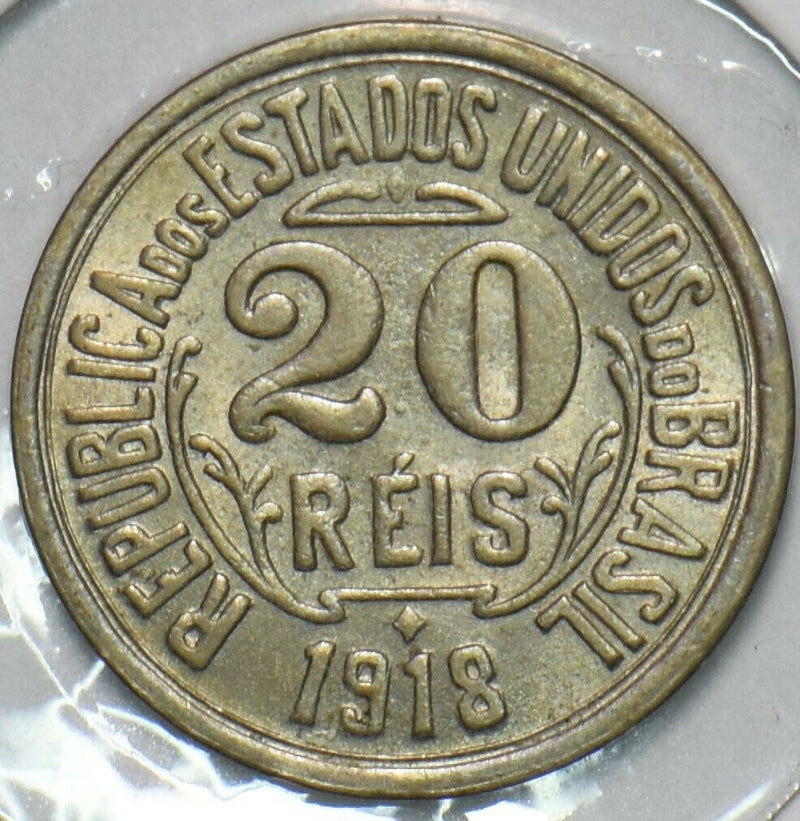 REPUBLICA DOS ESTADOS UNIDOS DO BRASIL
20
RÉIS
1918